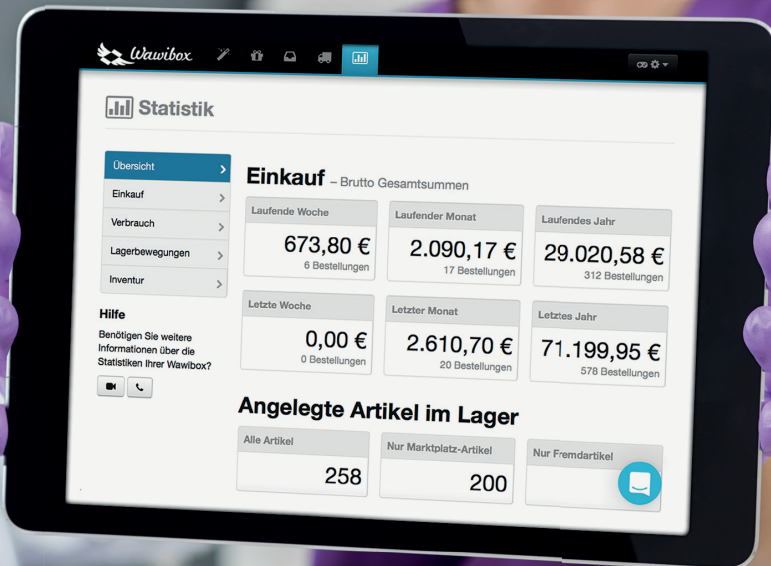 Wawibox
Statistik
Übersicht
Einkauf
Verbrauch
Lagerbewegungen
Inventur
Hilfe
Benötigen Sie weitere
Informationen über die
Statistiken Ihrer Wawibox?
Einkauf – Brutto Gesamtsummen
Laufende Woche
673,80 €
6 Bestellungen
Laufender Monat
2.090,17 €
17 Bestellungen
Laufendes Jahr
29.020,58 €
312 Bestellungen
Letzte Woche
0,00 €
0 Bestellungen
Letzter Monat
2.610,70 €
20 Bestellungen
Letztes Jahr
71.199,95 €
578 Bestellungen
Angelegte Artikel im Lager
Alle Artikel
258
Nur Marktplatz-Artikel
200
Nur Fremdartikel